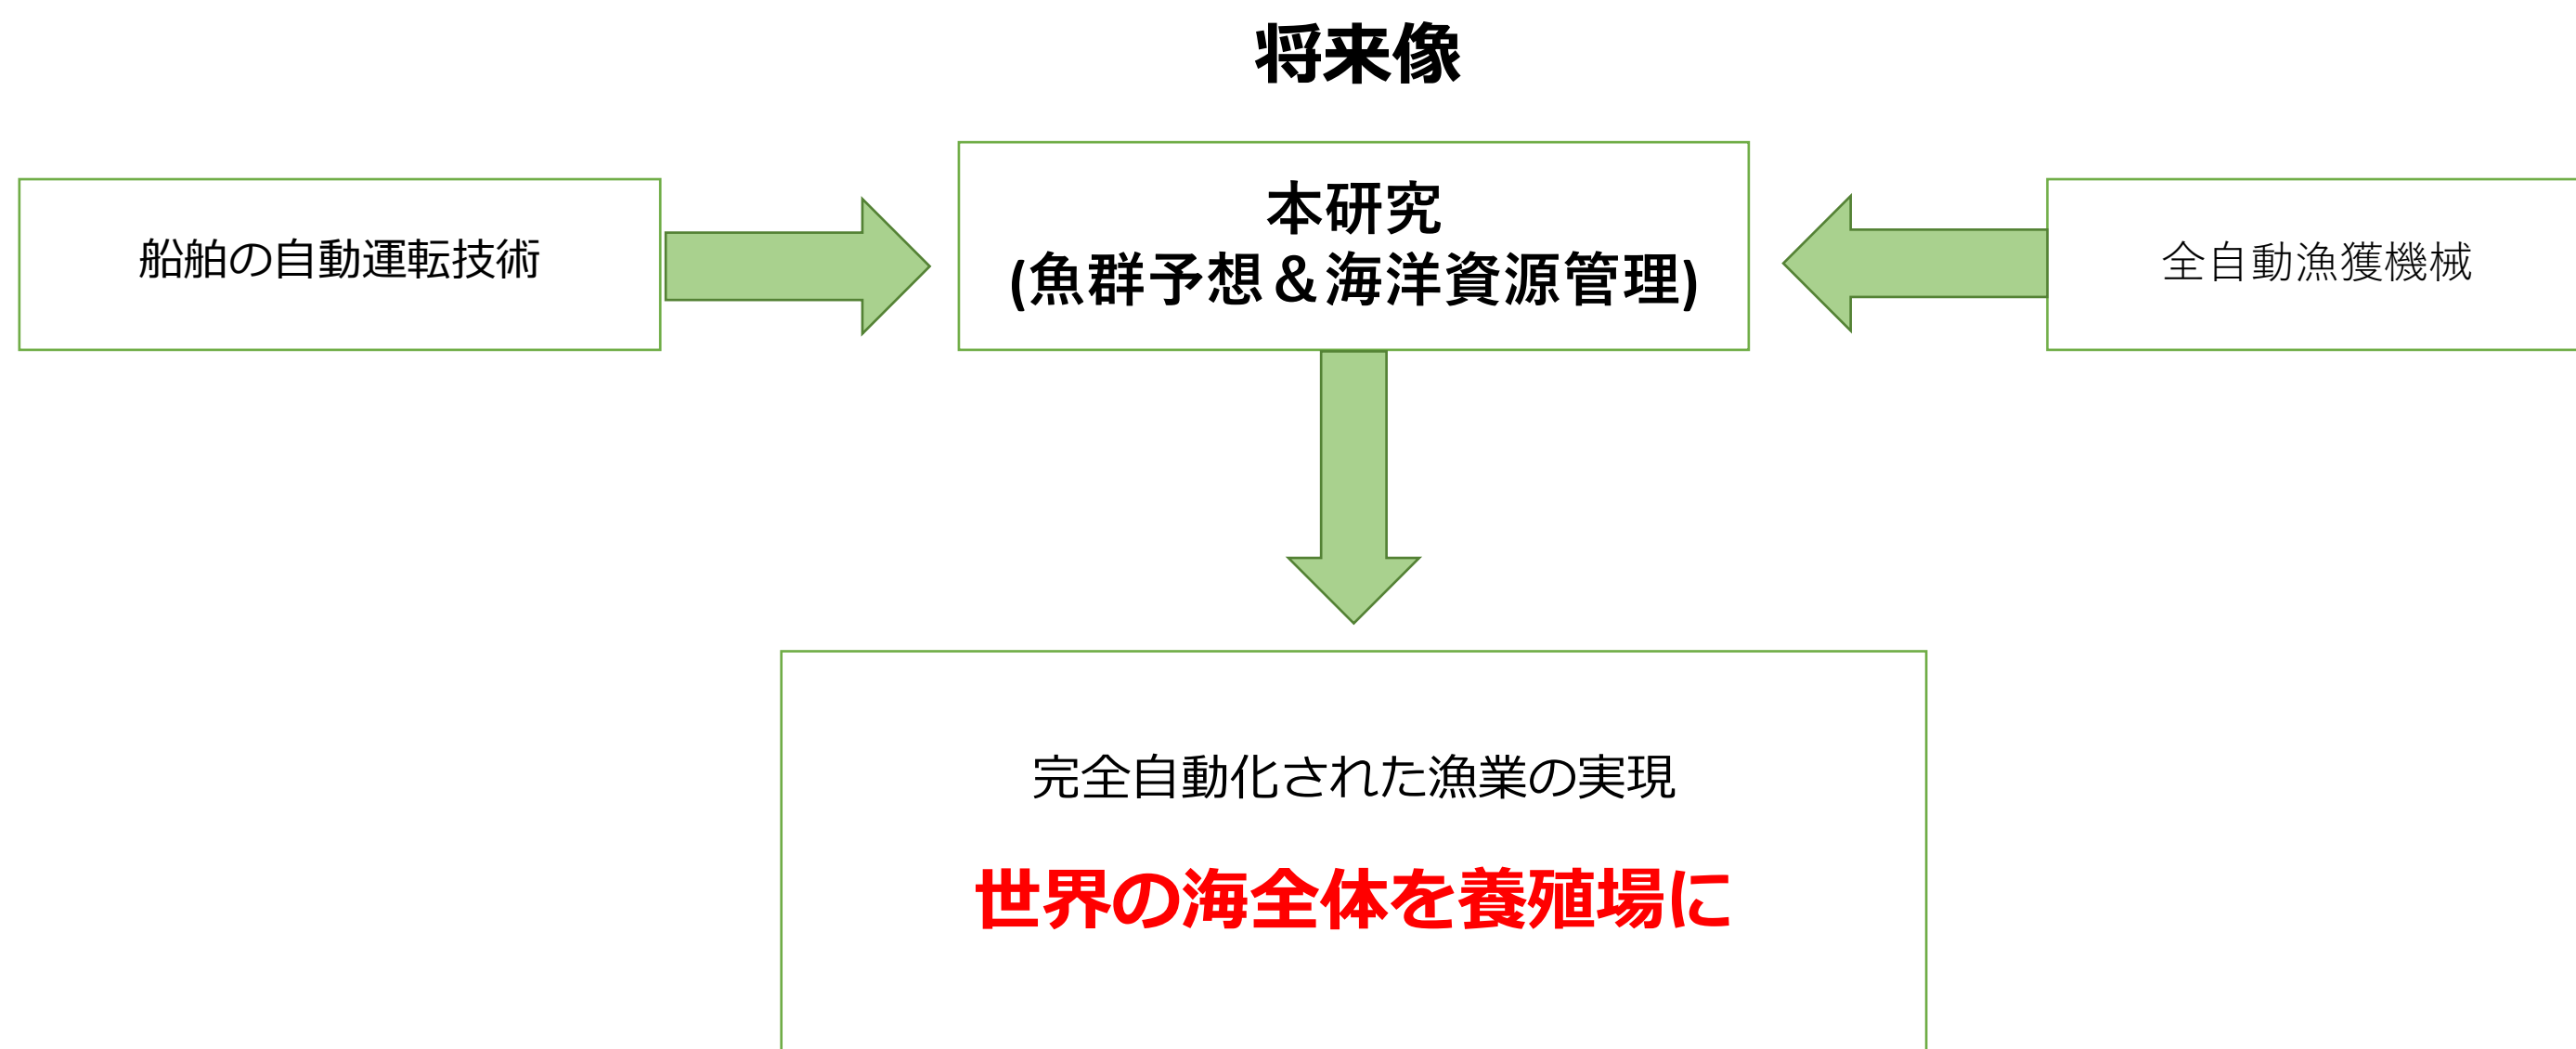 将来像
船舶の自動運転技術
本研究
(魚群予想&海洋資源管理)
全自動漁獲機械
完全自動化された漁業の実現
世界の海全体を養殖場に